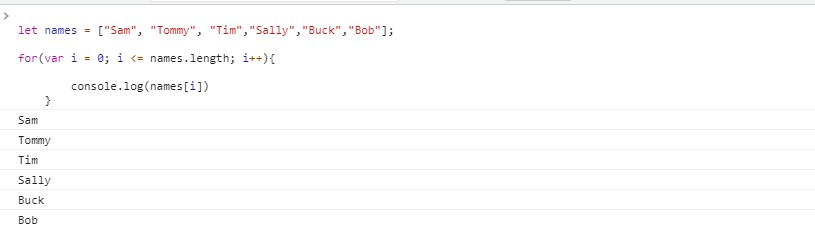 >
let names = ["Sam", "Tommy", "Tim","Sally","Buck","Bob"];
for(var i = 0; i <= names.length; i++){
console.log(names[i])
}
Sam
Tommy
Tim
Sally
Buck
Bob